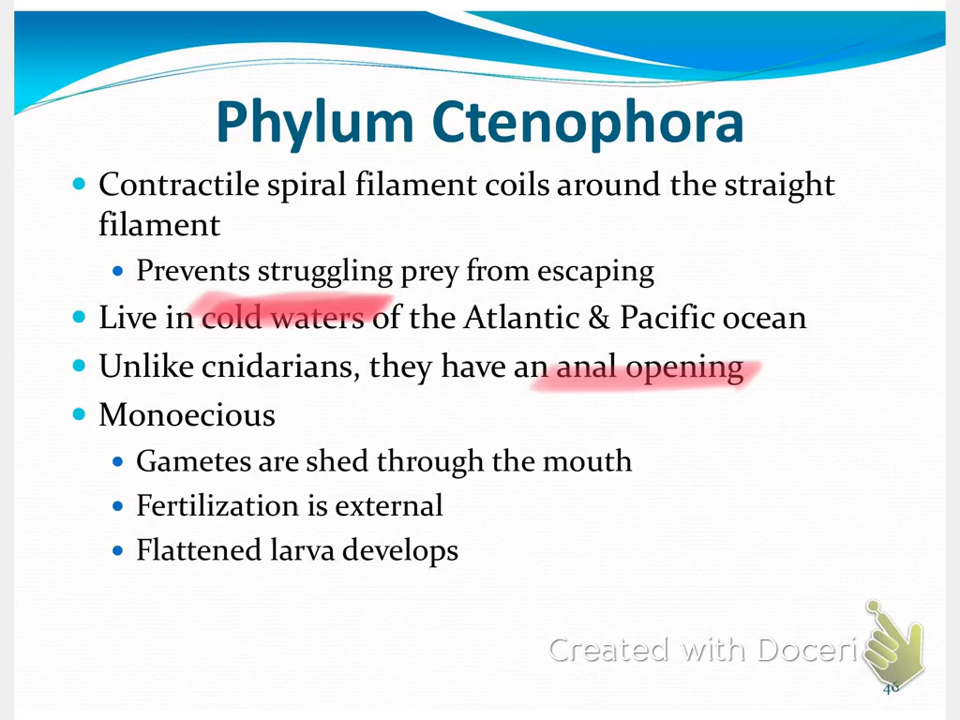 Phylum Ctenophora
Contractile spiral filament coils around the straight
filament
Prevents struggling prey from escaping
Live in cold waters of the Atlantic & Pacific ocean
Unlike cnidarians, they have an anal opening
Monoecious
Gametes are shed through the mouth
Fertilization is external
Flattened larva develops
Created with Doceri
46